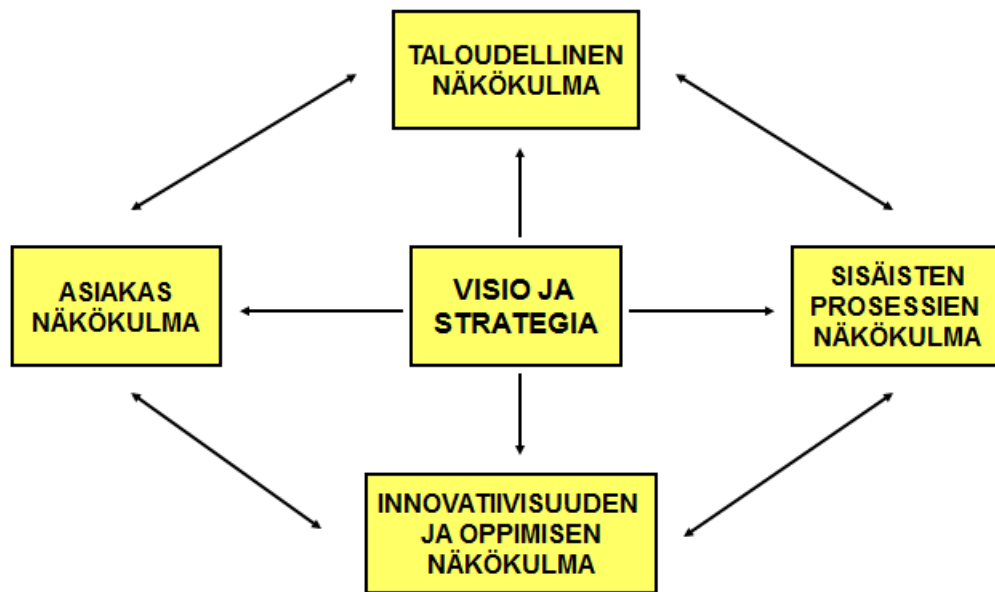 TALOUDELLINEN
NÄKÖKULMA
ASIAKAS
NÄKÖKULMA
VISIO JA
STRATEGIA
SISÄISTEN
PROSESSIEN
NÄKÖKULMA
INNOVATIIVISUUDEN
JA OPPIMISEN
NÄKÖKULMA